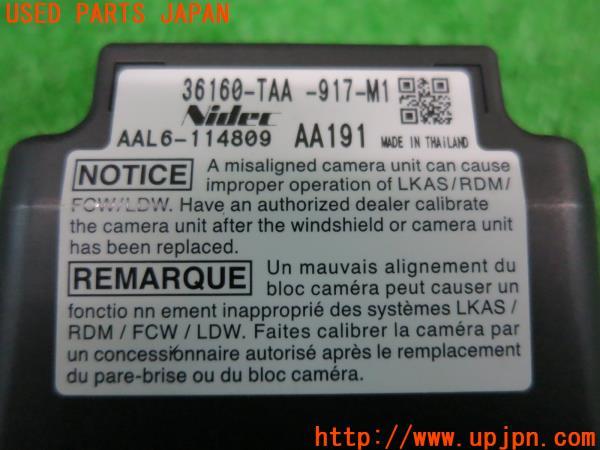 USED PARTS JAPAN
36160-TAA -917-M1
Nidec
AAL6-114809 AA191 MADE IN THAILAND
NOTICE A misaligned camera unit can cause
improper operation of LKAS/RDM/
FCW/LDW. Have an authorized dealer calibrate
the camera unit after the windshield or camera unit
has been replaced.
REMARQUE Un mauvais alignement du
bloc caméra peut causer un
fonctio nn ement inapproprié des systèmes LKAS /
RDM / FCW / LDW. Faites calibrer la caméra par
un concessionnaire autorisé après le remplacement
du pare-brise ou du bloc caméra.
http://www.upjpn.com/